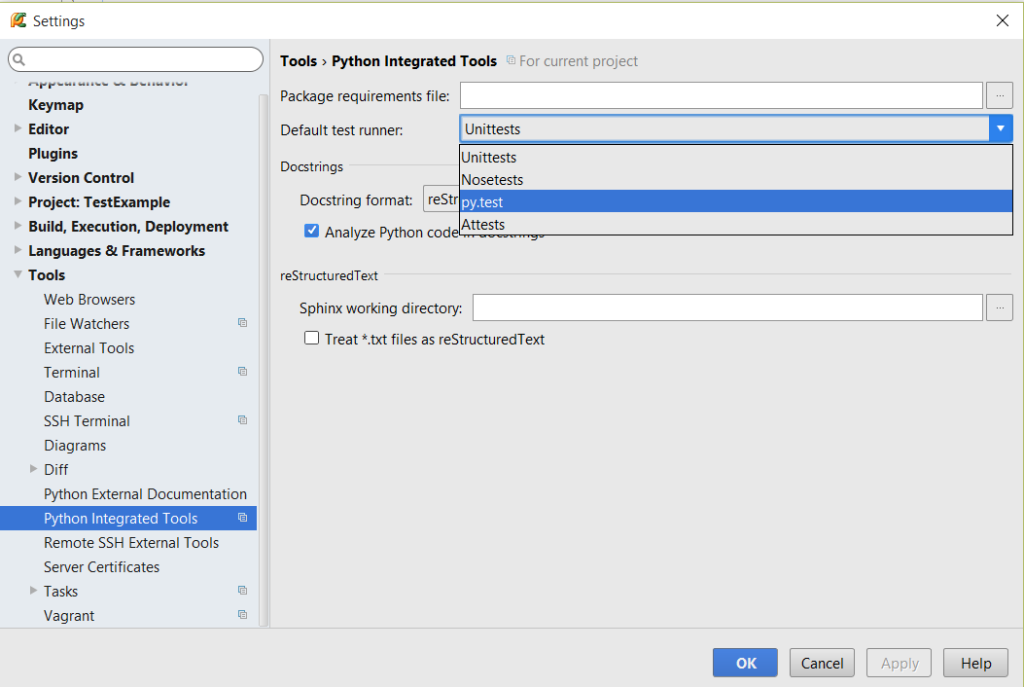 Settings
Appearance & Behavior
Keymap
Editor
Plugins
Version Control
Project: TestExample
Build, Execution, Deployment
Languages & Frameworks
Tools
Web Browsers
File Watchers
External Tools
Terminal
Database
SSH Terminal
Diagrams
Diff
Python External Documentation
Python Integrated Tools
Remote SSH External Tools
Server Certificates
Tasks
Vagrant
Tools › Python Integrated Tools For current project
Package requirements file: ...
Default test runner: Unittests
Unittests
Nosetests
py.test
Attests
Docstrings
Docstring format: reStr
Analyze Python code in docstrings
reStructuredText
Sphinx working directory: ...
Treat *.txt files as reStructuredText
OK Cancel Apply Help